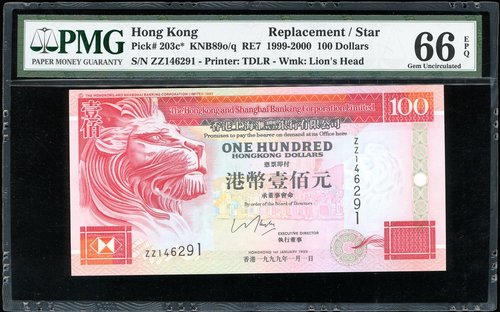 PMG
PAPER MONEY GUARANTY
Hong Kong Replacement / Star
Pick# 203c* KNB89o/q RE7 1999-2000 100 Dollars
S/N ZZ146291 - Printer: TDLR - Wmk: Lion's Head
66 EPQ
Gem Uncirculated
壹佰
The Hongkong and Shanghai Banking Corporation Limited
100
香港上海滙豐銀行有限公司
Promises to pay the bearer on demand at its Office here
ONE HUNDRED
HONGKONG DOLLARS
憑票即付
港幣壹佰元
承董事會命
By order of the Board of Directors
EXECUTIVE DIRECTOR
執行董事
HONGKONG 1ST JANUARY 1999
香港一九九九年一月一日
ZZ146291
ZZ146291